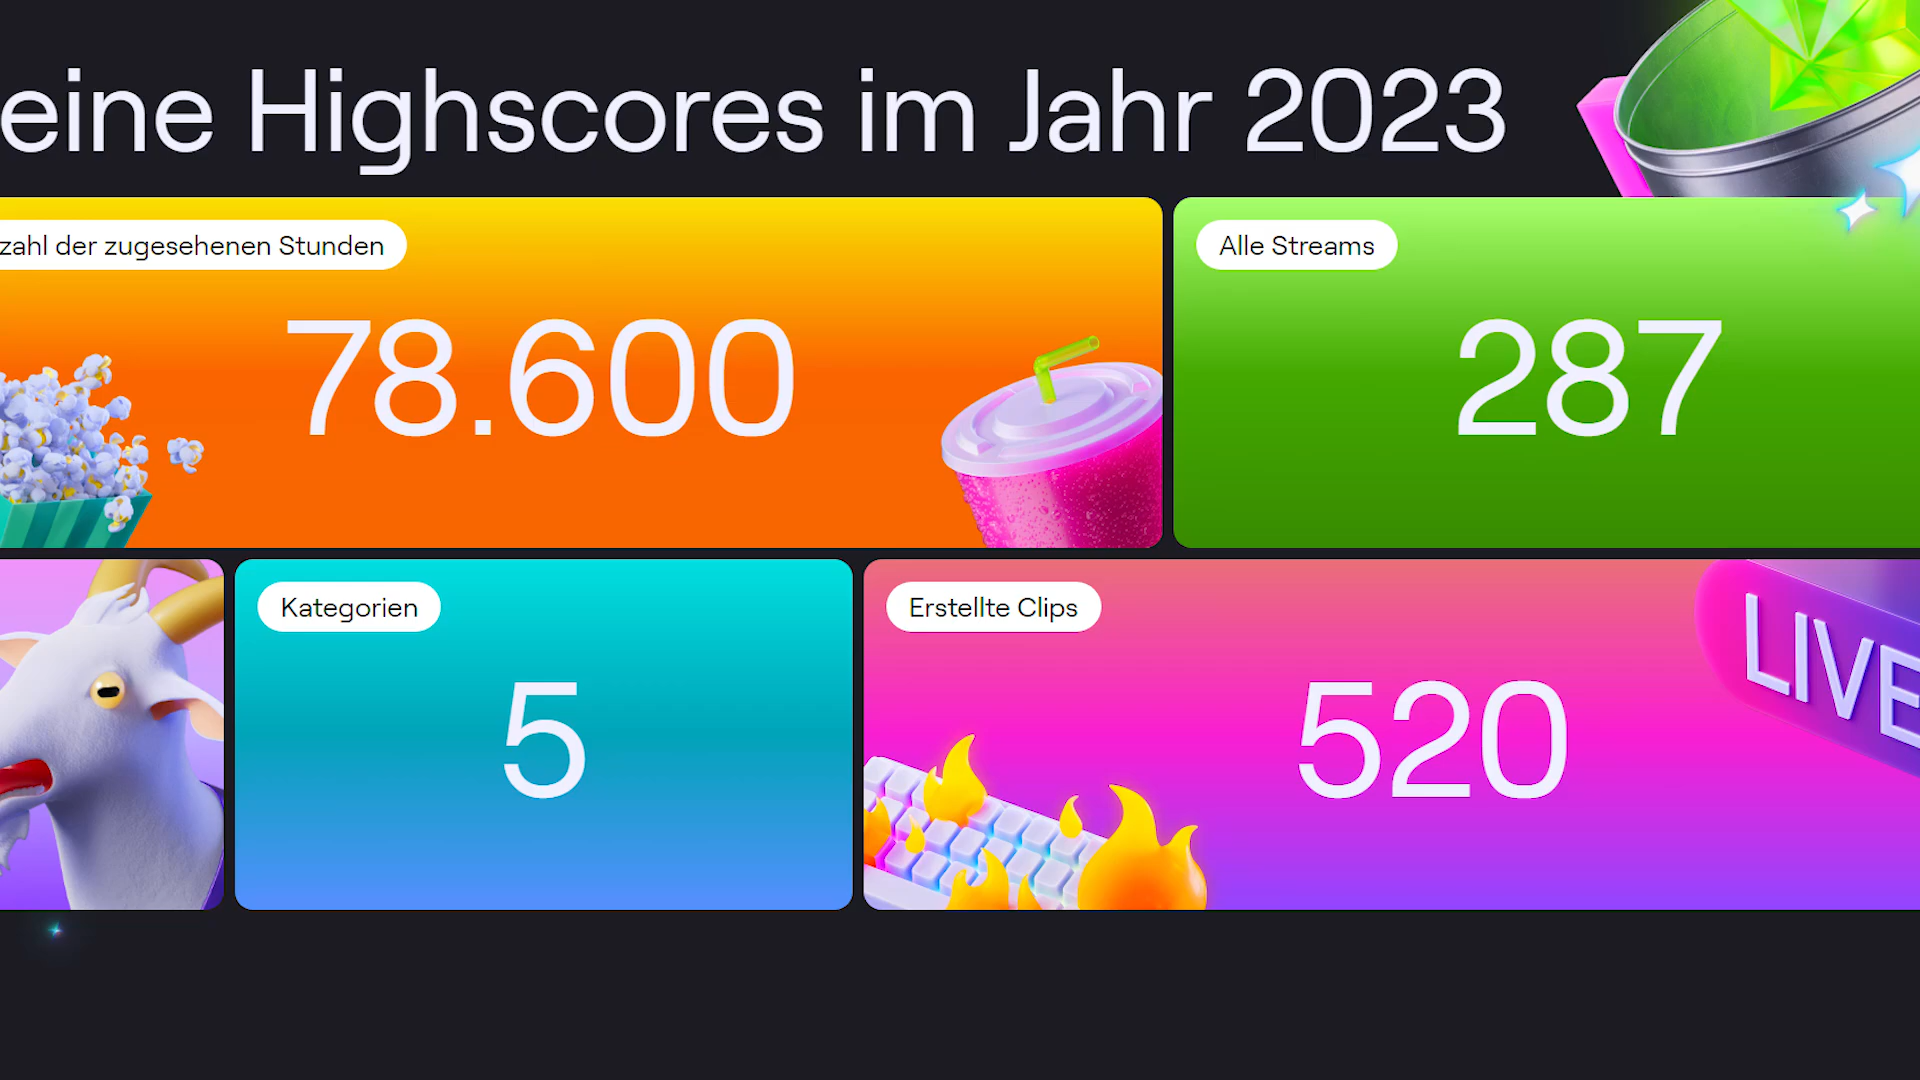 eine Highscores im Jahr 2023
zahl der zugesehenen Stunden
78.600
Alle Streams
287
Kategorien
5
Erstellte Clips
520
LIVE